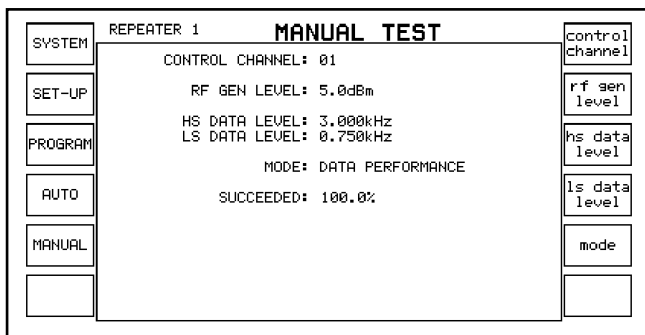 REPEATER 1 MANUAL TEST
SYSTEM
SET-UP
PROGRAM
AUTO
MANUAL
CONTROL CHANNEL: 01
RF GEN LEVEL: 5.0dBm
HS DATA LEVEL: 3.000kHz
LS DATA LEVEL: 0.750kHz
MODE: DATA PERFORMANCE
SUCCEEDED: 100.0%
control
channel
rf gen
level
hs data
level
ls data
level
mode